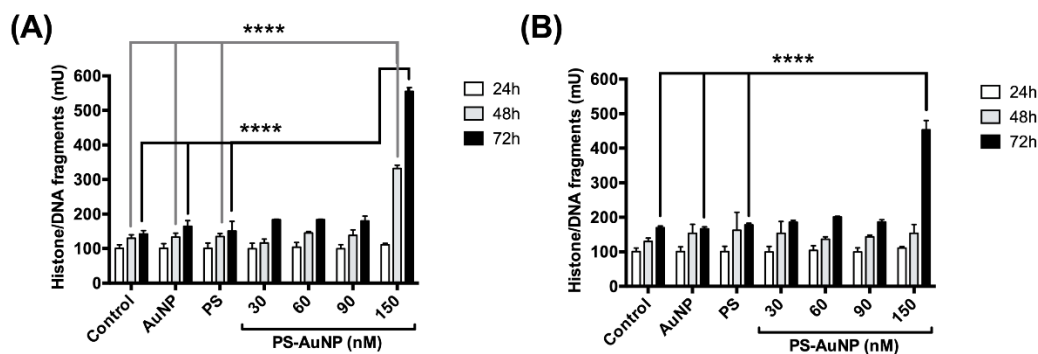 (A)
****
Histone/DNA fragments (mU)
600
500
400
300
200
100
0
****
24h
48h
72h
Control
AuNP
PS
30
60
90
150
PS-AuNP (nM)
(B)
****
Histone/DNA fragments (mU)
600
500
400
300
200
100
0
24h
48h
72h
Control
AuNP
PS
30
60
90
150
PS-AuNP (nM)